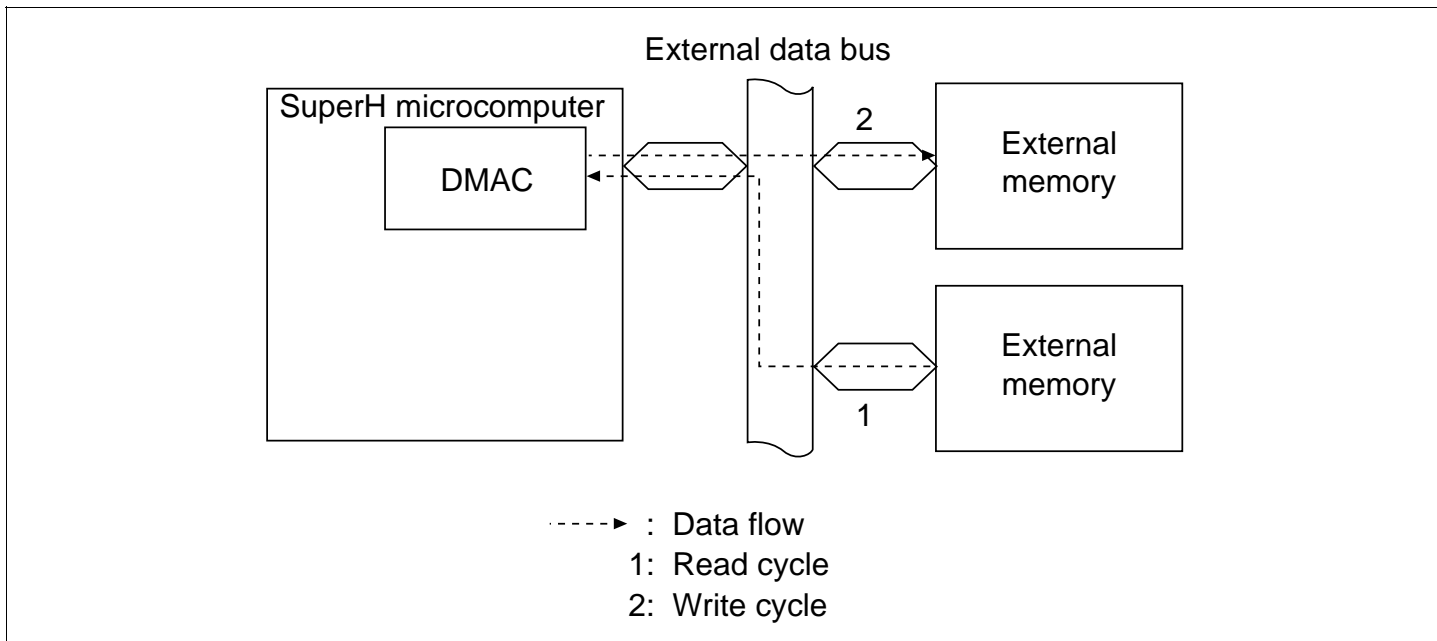 External data bus
SuperH microcomputer
DMAC
2
External
memory
External
memory
1
: Data flow
1: Read cycle
2: Write cycle